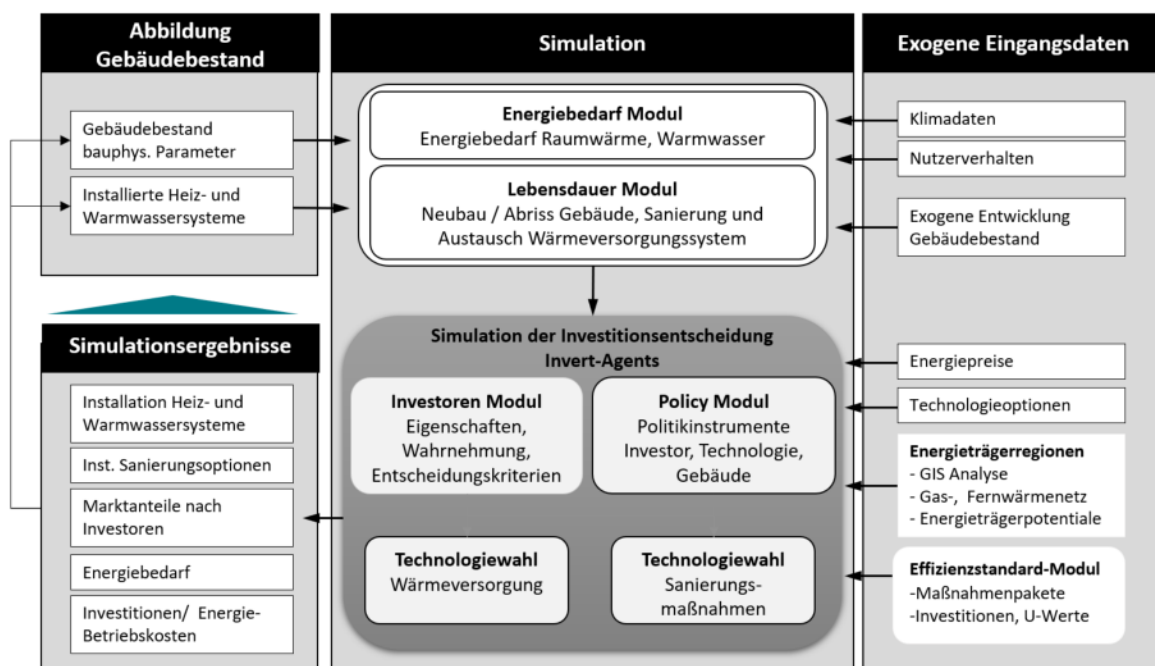 Abbildung
Gebäudebestand
Gebäudebestand
bauphys. Parameter
Installierte Heiz- und
Warmwassersysteme
Simulationsergebnisse
Installation Heiz- und
Warmwassersysteme
Inst. Sanierungsoptionen
Marktanteile nach
Investoren
Energiebedarf
Investitionen/ Energie-
Betriebskosten
Simulation
Energiebedarf Modul
Energiebedarf Raumwärme, Warmwasser
Lebensdauer Modul
Neubau / Abriss Gebäude, Sanierung und
Austausch Wärmeversorgungssystem
Simulation der Investitionsentscheidung
Invert-Agents
Investoren Modul
Eigenschaften,
Wahrnehmung,
Entscheidungskriterien
Policy Modul
Politikinstrumente
Investor, Technologie,
Gebäude
Technologiewahl
Wärmeversorgung
Technologiewahl
Sanierungs-
maßnahmen
Exogene Eingangsdaten
Klimadaten
Nutzerverhalten
Exogene Entwicklung
Gebäudebestand
Energiepreise
Technologieoptionen
Energieträgerregionen
- GIS Analyse
- Gas-, Fernwärmenetz
- Energieträgerpotentiale
Effizienzstandard-Modul
-Maßnahmenpakete
-Investitionen, U-Werte